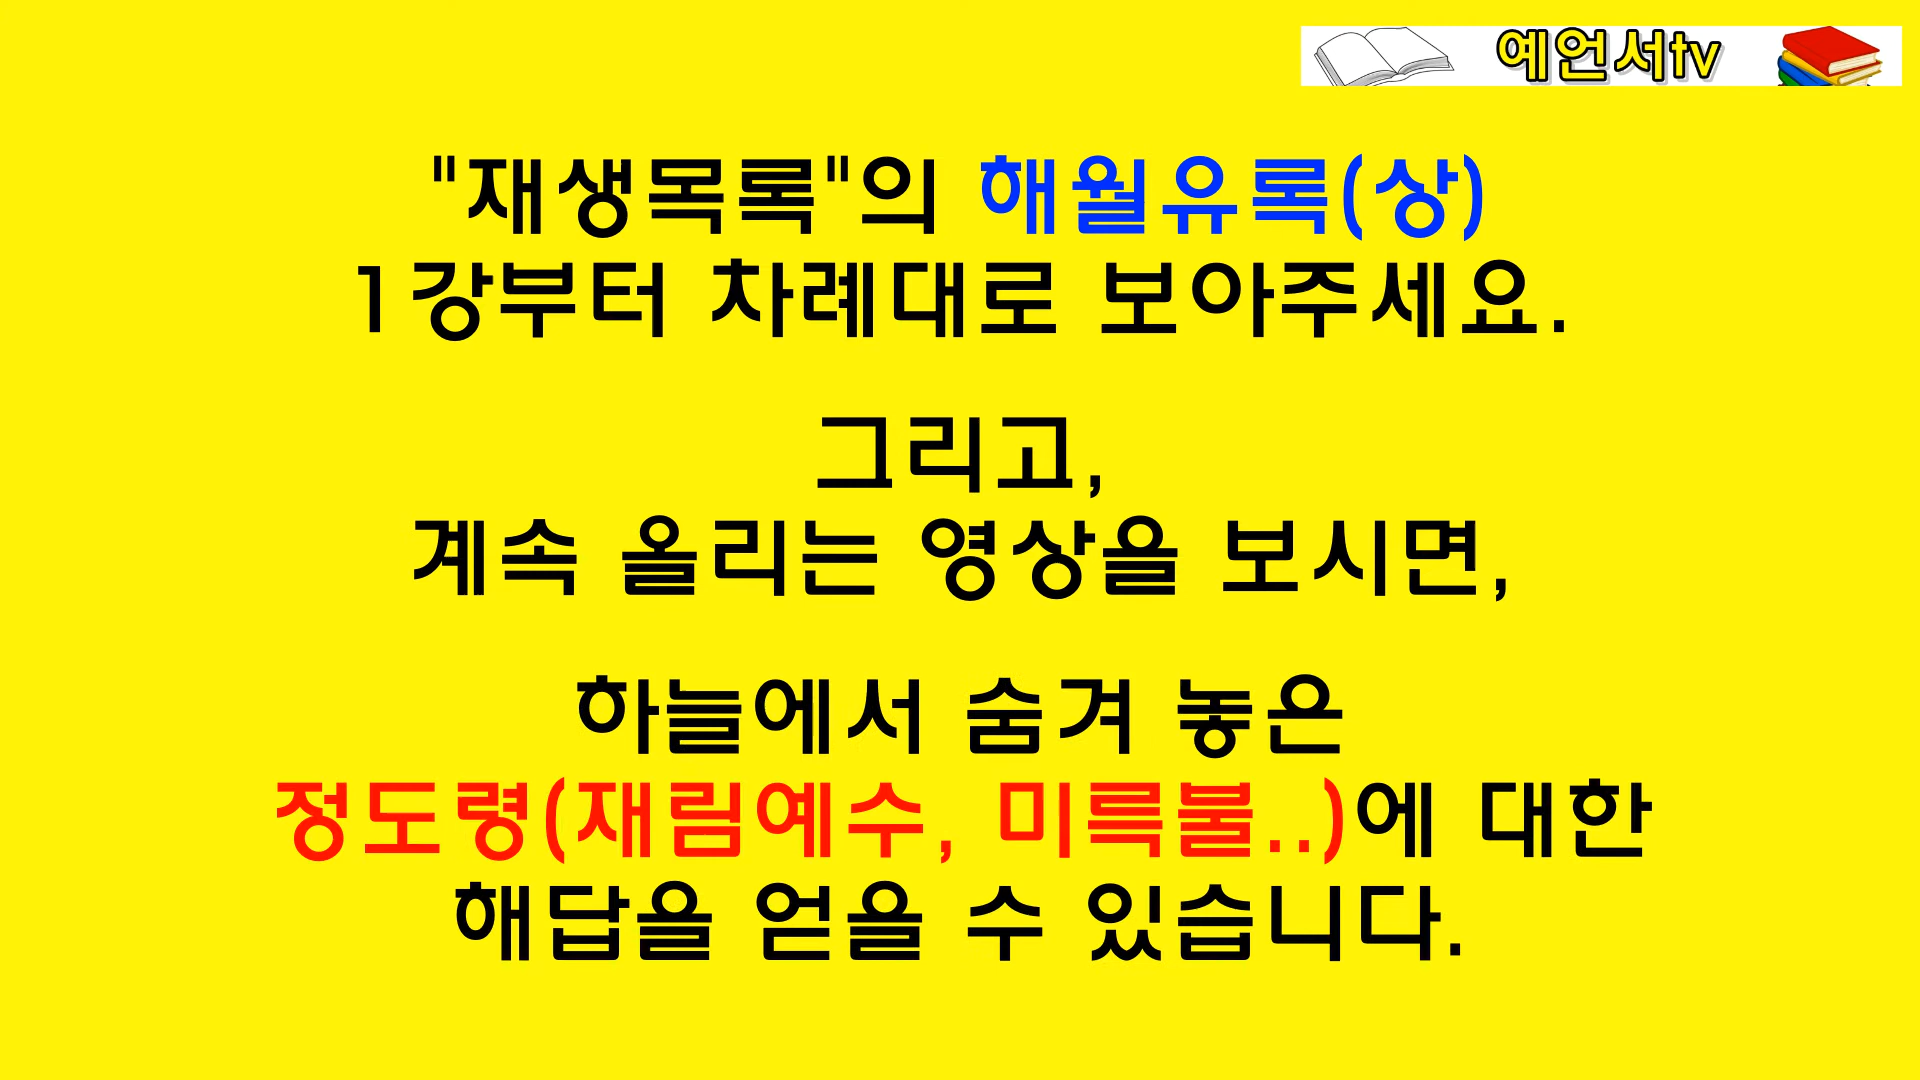 예언서tv
"재생목록"의 해월유록(상)
1강부터 차례대로 보아주세요.
그리고,
계속 올리는 영상을 보시면,
하늘에서 숨겨 놓은
정도령(재림예수, 미륵불..)에 대한
해답을 얻을 수 있습니다.